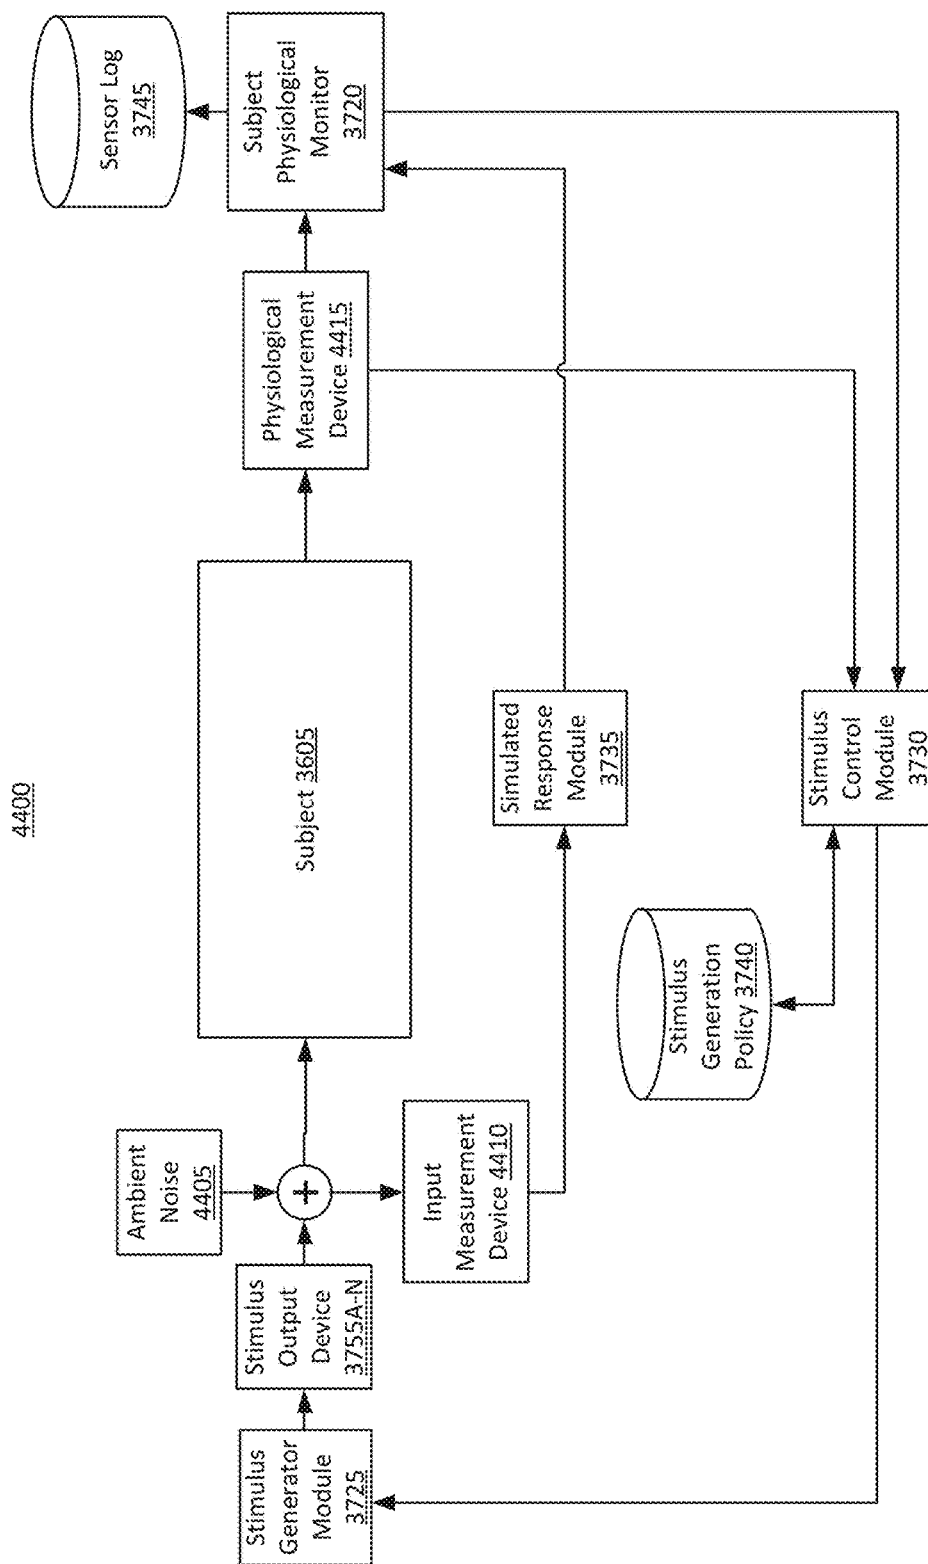 4400
Ambient
Noise
4405
Stimulus
Generator
Module
3725
Stimulus
Output
Device
3755A-N
+
Subject 3605
Input
Measurement
Device 4410
Physiological
Measurement
Device 4415
Subject
Physiological
Monitor
3720
Sensor Log
3745
Simulated
Response
Module
3735
Stimulus
Generation
Policy 3740
Stimulus
Control
Module
3730